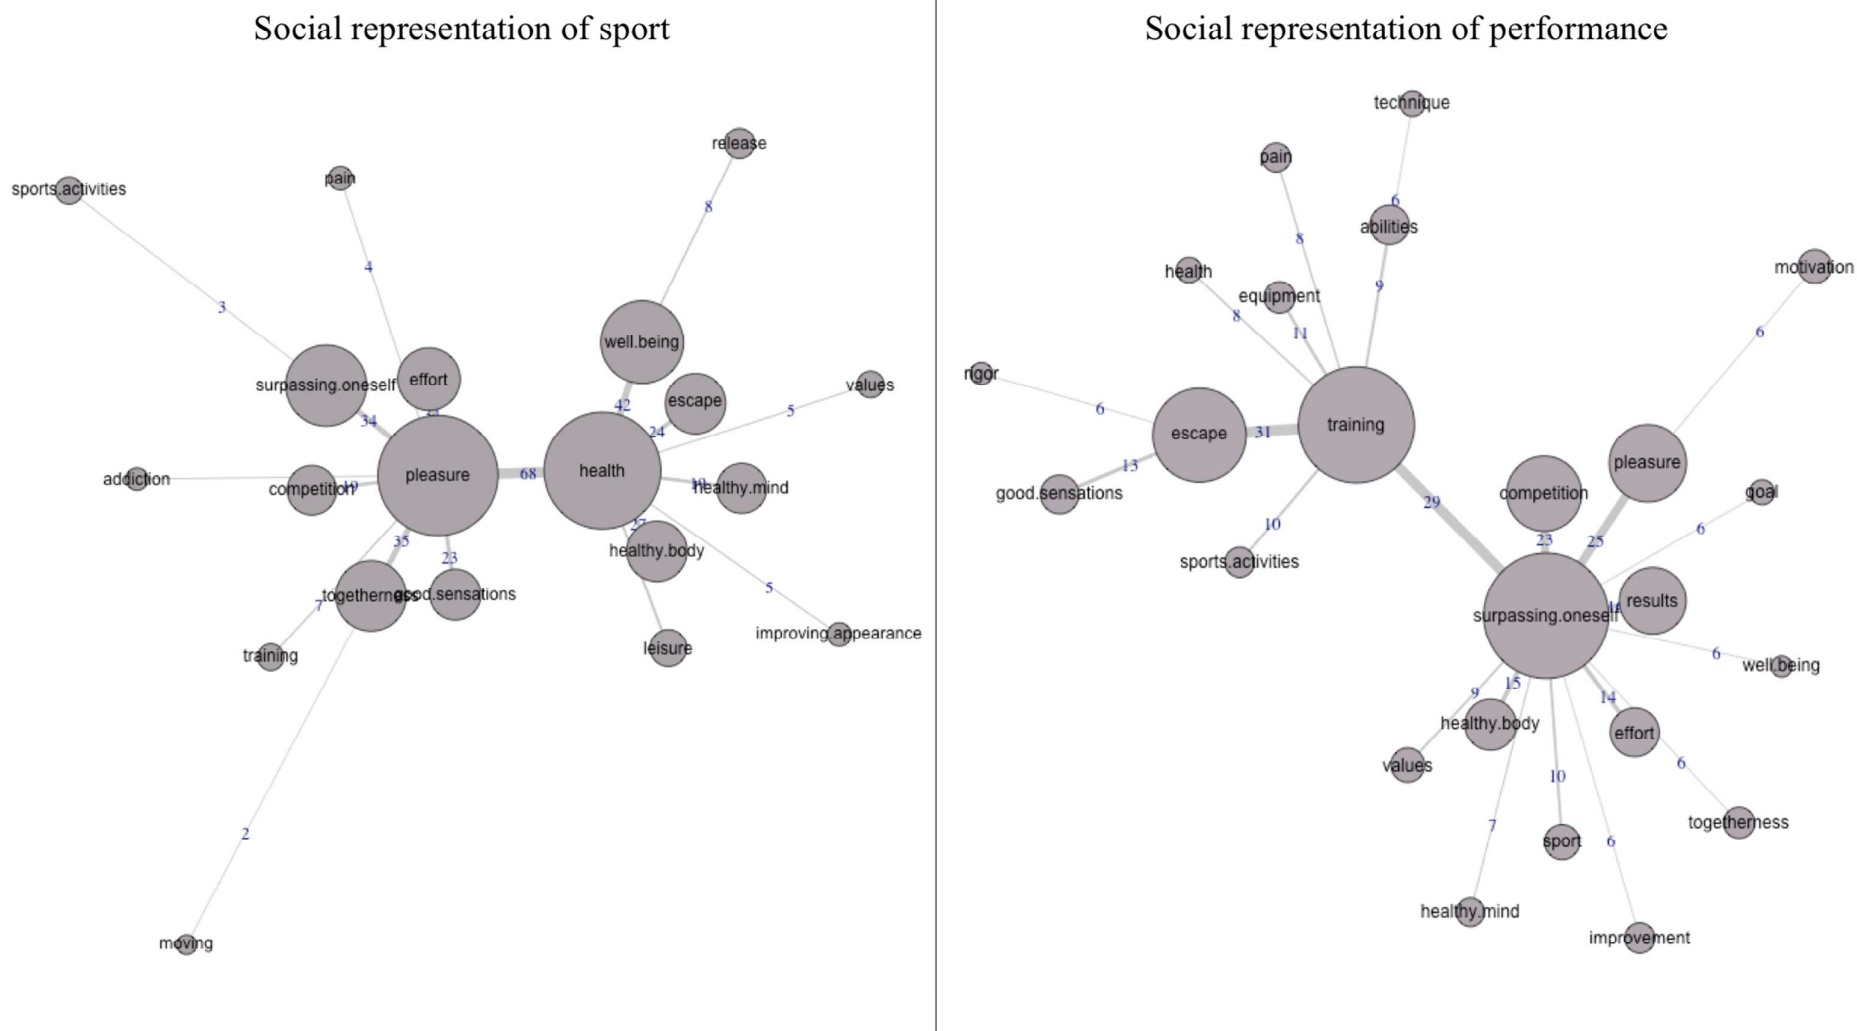 Social representation of sport
release
sports.activities
pain
8
4
3
well.being
surpassing.oneself
effort
values
escape
42
5
34
24
addiction
competition
19
pleasure
68
health
healthy.mind
27
35
23
healthy.body
togetherness
good.sensations
7
5
training
leisure
improving.appearance
2
moving
Social representation of performance
technique
pain
6
abilities
8
health
equipment
9
motivation
8
11
6
rigor
6
escape
31
training
13
good.sensations
pleasure
competition
goal
29
10
23
25
6
sports.activities
results
surpassing.oneself
6
well.being
9
15
14
healthy.body
effort
values
10
6
togetherness
7
sport
6
healthy.mind
improvement